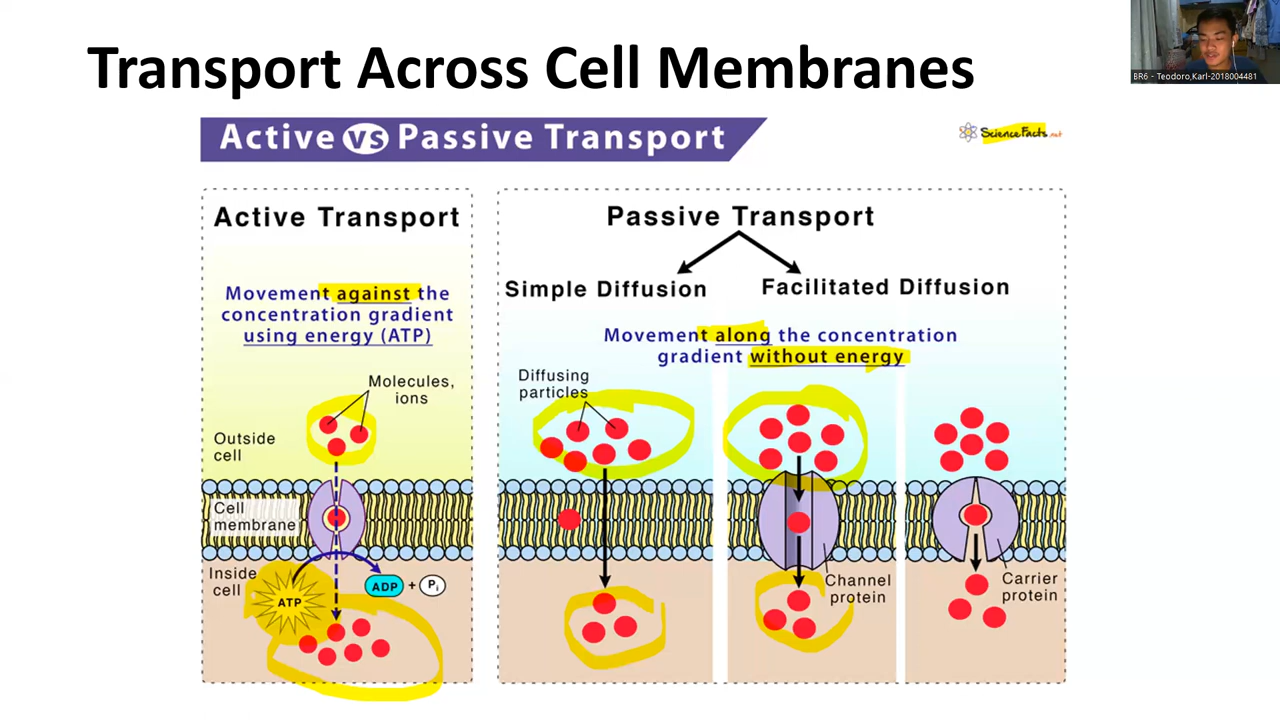 Transport Across Cell Membranes
BR6 - Teodoro,Karl-2018004481
Active vs Passive Transport
ScienceFacts.net
Active Transport
Movement against the
concentration gradient
using energy (ATP)
Molecules,
ions
Outside
cell
Cell
membrane
Inside
cell
ATP
ADP + Pi
Passive Transport
Simple Diffusion
Facilitated Diffusion
Movement along the concentration
gradient without energy
Diffusing
particles
Channel
protein
Carrier
protein